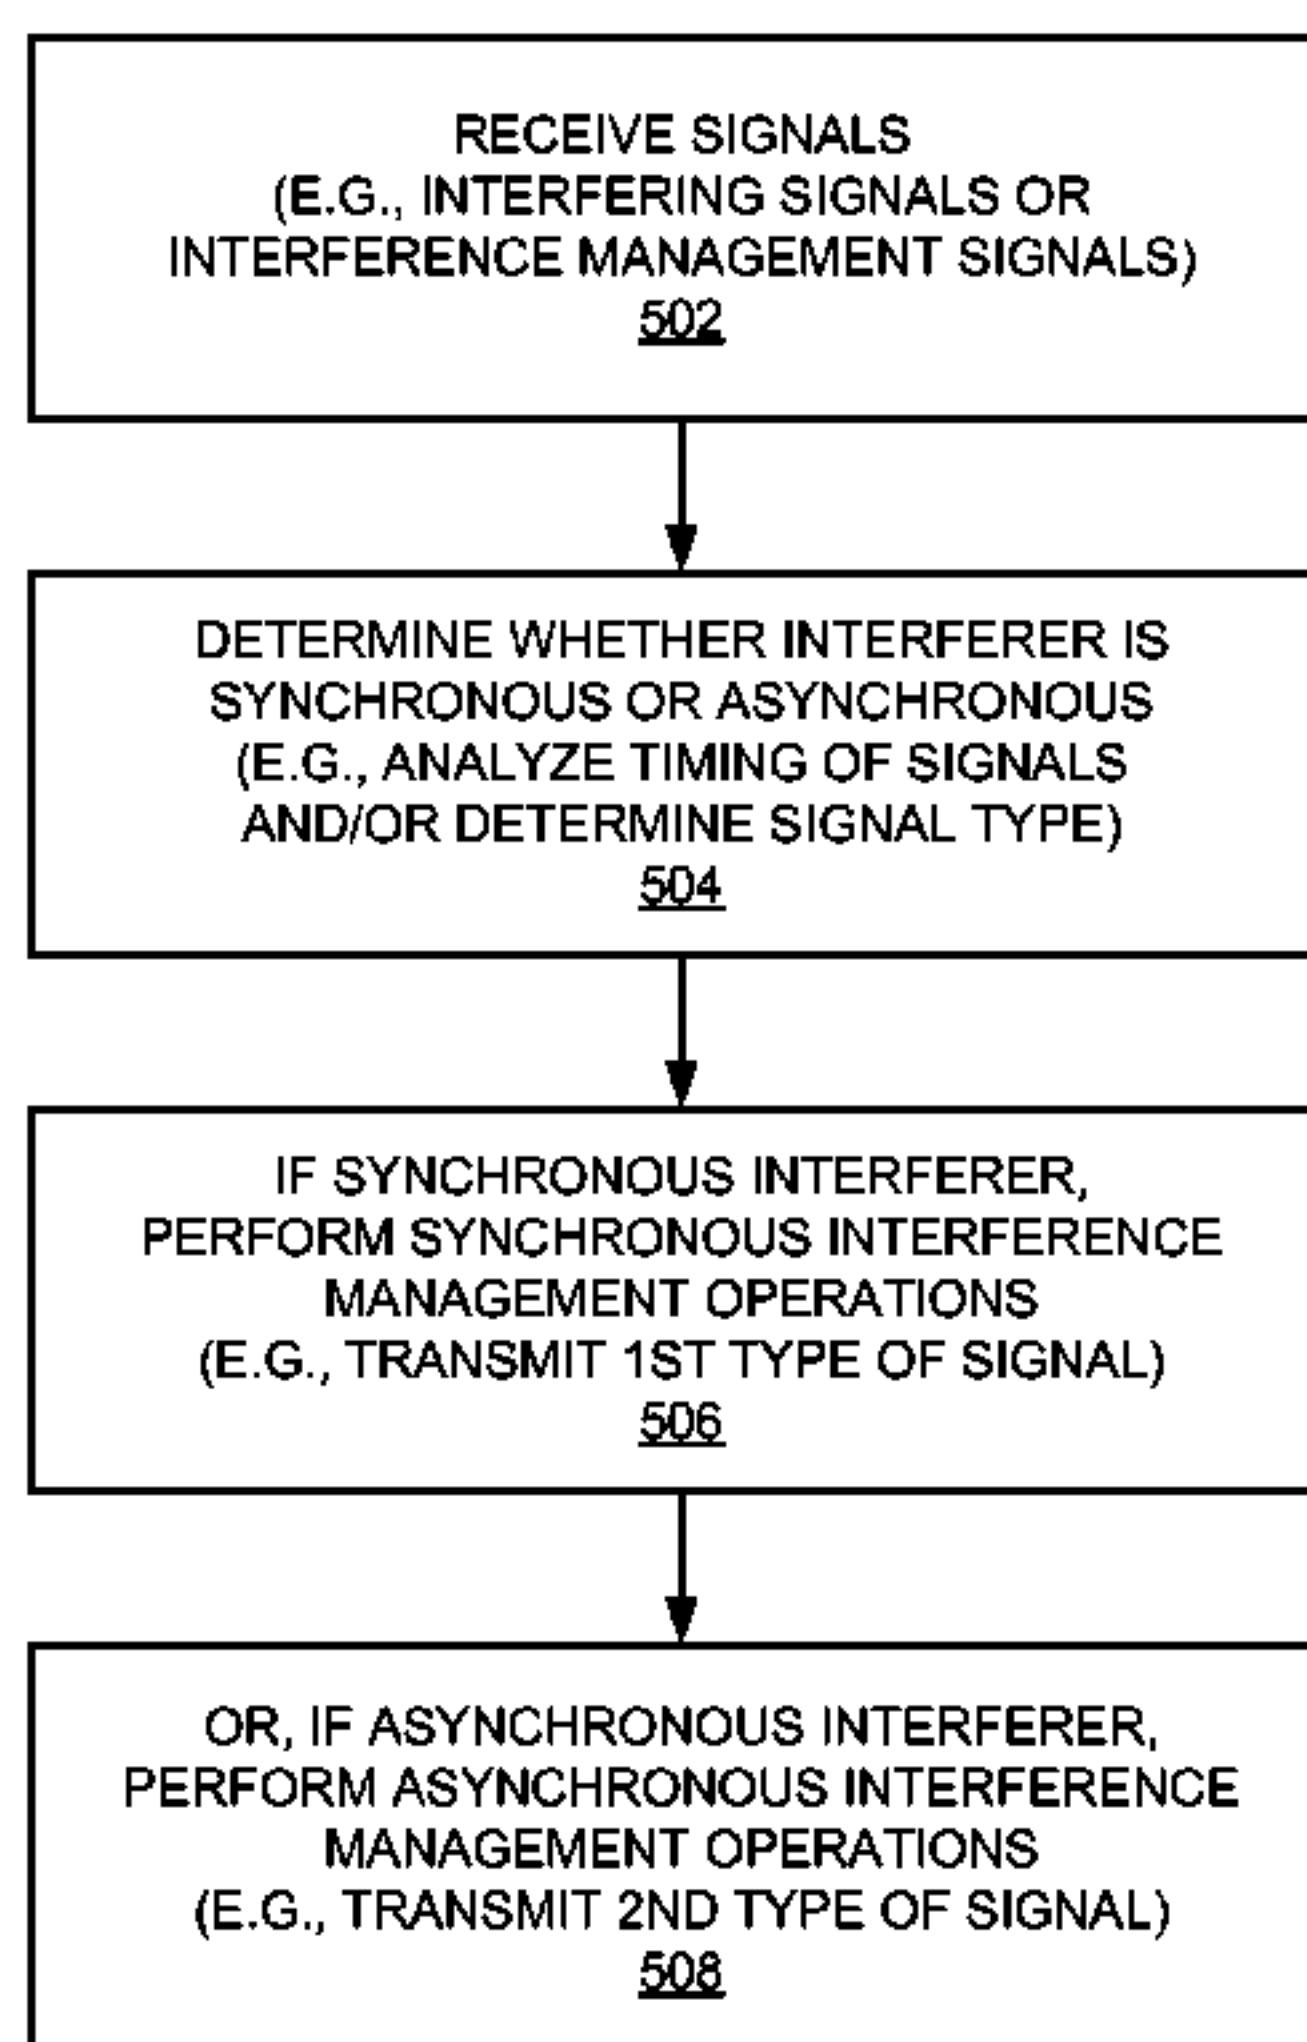 RECEIVE SIGNALS
(E.G., INTERFERING SIGNALS OR
INTERFERENCE MANAGEMENT SIGNALS)
502
DETERMINE WHETHER INTERFERER IS
SYNCHRONOUS OR ASYNCHRONOUS
(E.G., ANALYZE TIMING OF SIGNALS
AND/OR DETERMINE SIGNAL TYPE)
504
IF SYNCHRONOUS INTERFERER,
PERFORM SYNCHRONOUS INTERFERENCE
MANAGEMENT OPERATIONS
(E.G., TRANSMIT 1ST TYPE OF SIGNAL)
506
OR, IF ASYNCHRONOUS INTERFERER,
PERFORM ASYNCHRONOUS INTERFERENCE
MANAGEMENT OPERATIONS
(E.G., TRANSMIT 2ND TYPE OF SIGNAL)
508